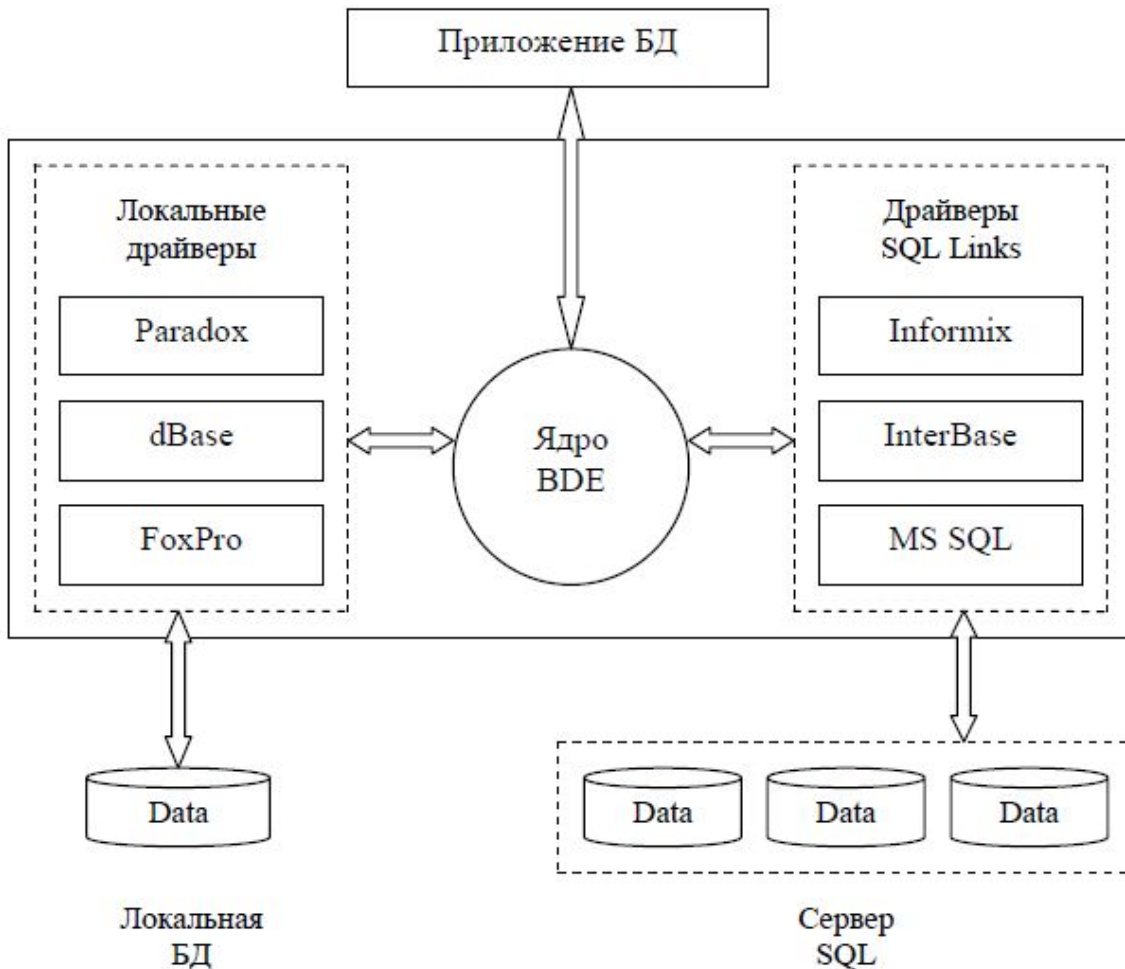 Приложение БД
Локальные
драйверы
Paradox
dBase
FoxPro
Ядро
BDE
Драйверы
SQL Links
Informix
InterBase
MS SQL
Data
Локальная
БД
Data
Data
Data
Сервер
SQL